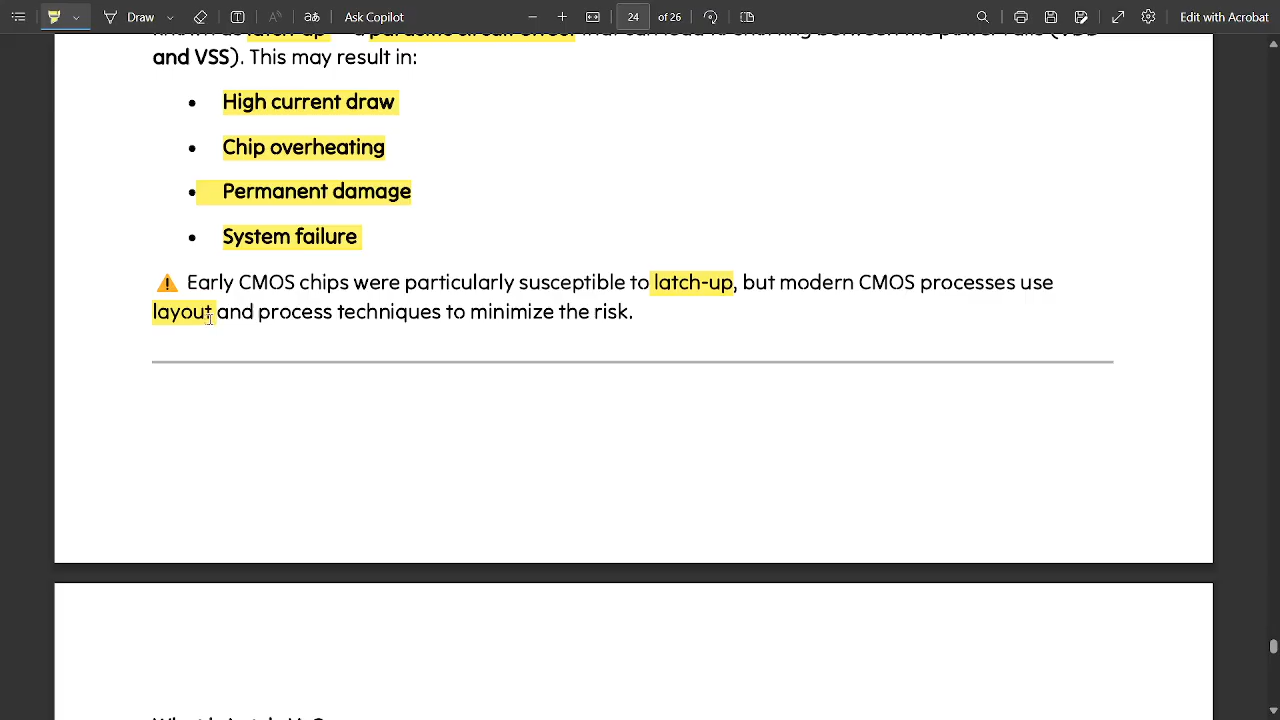 Draw
Ask Copilot
24 of 26
Edit with Acrobat
and VSS). This may result in:
• High current draw
• Chip overheating
• Permanent damage
• System failure
⚠ Early CMOS chips were particularly susceptible to latch-up, but modern CMOS processes use
layout and process techniques to minimize the risk.